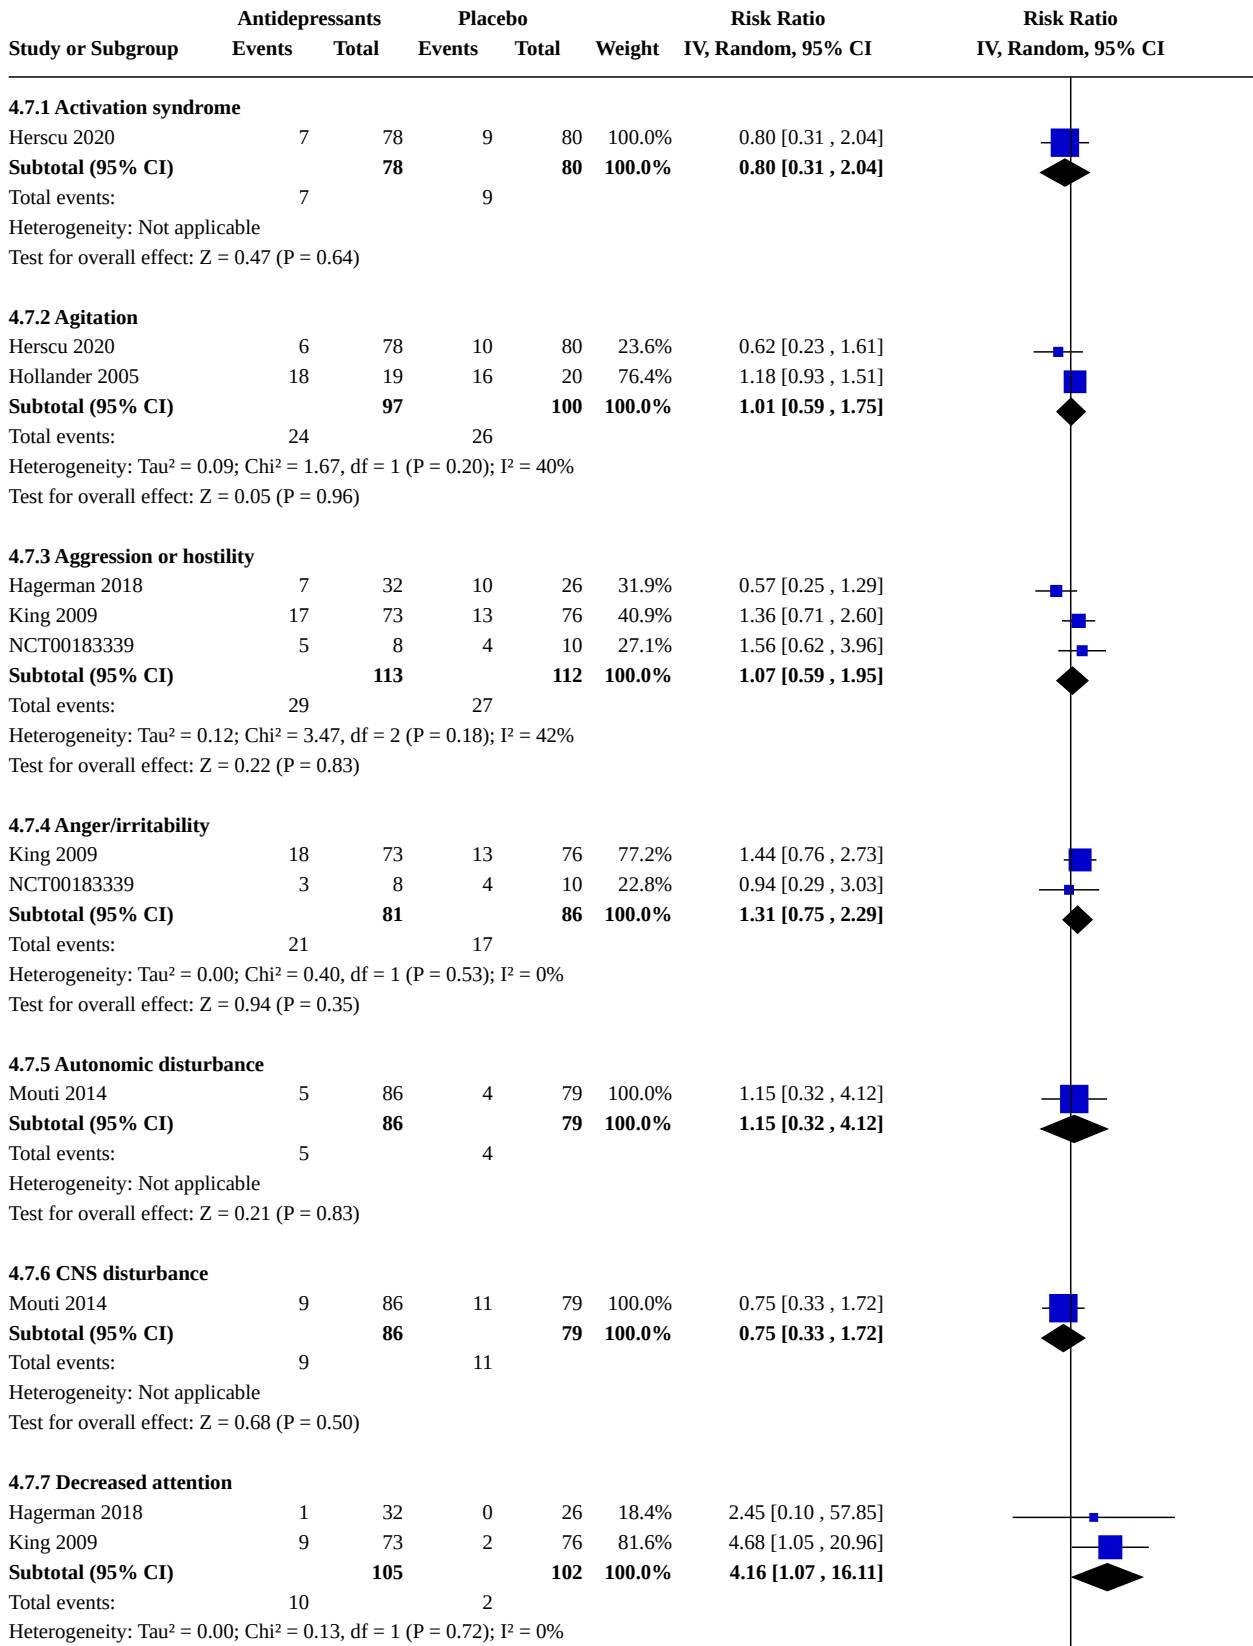 Antidepressants Placebo Risk Ratio Risk Ratio
Study or Subgroup Events Total Events Total Weight IV, Random, 95% CI IV, Random, 95% CI
4.7.1 Activation syndrome
Herscu 2020 7 78 9 80 100.0% 0.80 [0.31 , 2.04]
Subtotal (95% CI) 78 80 100.0% 0.80 [0.31 , 2.04]
Total events: 7 9
Heterogeneity: Not applicable
Test for overall effect: Z = 0.47 (P = 0.64)
4.7.2 Agitation
Herscu 2020 6 78 10 80 23.6% 0.62 [0.23 , 1.61]
Hollander 2005 18 19 16 20 76.4% 1.18 [0.93 , 1.51]
Subtotal (95% CI) 97 100 100.0% 1.01 [0.59 , 1.75]
Total events: 24 26
Heterogeneity: Tau² = 0.09; Chi² = 1.67, df = 1 (P = 0.20); I² = 40%
Test for overall effect: Z = 0.05 (P = 0.96)
4.7.3 Aggression or hostility
Hagerman 2018 7 32 10 26 31.9% 0.57 [0.25 , 1.29]
King 2009 17 73 13 76 40.9% 1.36 [0.71 , 2.60]
NCT00183339 5 8 4 10 27.1% 1.56 [0.62 , 3.96]
Subtotal (95% CI) 113 112 100.0% 1.07 [0.59 , 1.95]
Total events: 29 27
Heterogeneity: Tau² = 0.12; Chi² = 3.47, df = 2 (P = 0.18); I² = 42%
Test for overall effect: Z = 0.22 (P = 0.83)
4.7.4 Anger/irritability
King 2009 18 73 13 76 77.2% 1.44 [0.76 , 2.73]
NCT00183339 3 8 4 10 22.8% 0.94 [0.29 , 3.03]
Subtotal (95% CI) 81 86 100.0% 1.31 [0.75 , 2.29]
Total events: 21 17
Heterogeneity: Tau² = 0.00; Chi² = 0.40, df = 1 (P = 0.53); I² = 0%
Test for overall effect: Z = 0.94 (P = 0.35)
4.7.5 Autonomic disturbance
Mouti 2014 5 86 4 79 100.0% 1.15 [0.32 , 4.12]
Subtotal (95% CI) 86 79 100.0% 1.15 [0.32 , 4.12]
Total events: 5 4
Heterogeneity: Not applicable
Test for overall effect: Z = 0.21 (P = 0.83)
4.7.6 CNS disturbance
Mouti 2014 9 86 11 79 100.0% 0.75 [0.33 , 1.72]
Subtotal (95% CI) 86 79 100.0% 0.75 [0.33 , 1.72]
Total events: 9 11
Heterogeneity: Not applicable
Test for overall effect: Z = 0.68 (P = 0.50)
4.7.7 Decreased attention
Hagerman 2018 1 32 0 26 18.4% 2.45 [0.10 , 57.85]
King 2009 9 73 2 76 81.6% 4.68 [1.05 , 20.96]
Subtotal (95% CI) 105 102 100.0% 4.16 [1.07 , 16.11]
Total events: 10 2
Heterogeneity: Tau² = 0.00; Chi² = 0.13, df = 1 (P = 0.72); I² = 0%